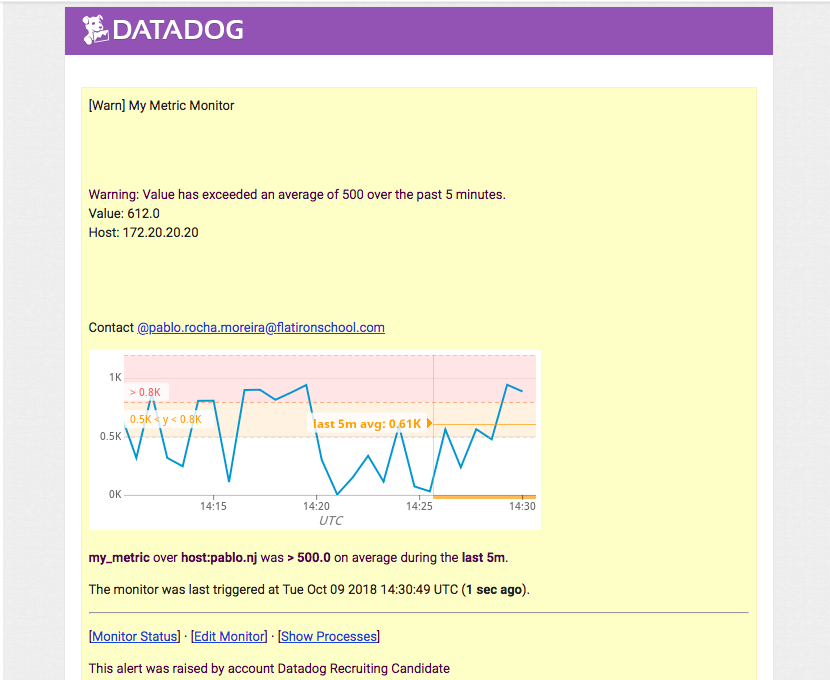 DATADOG
[Warn] My Metric Monitor
Warning: Value has exceeded an average of 500 over the past 5 minutes.
Value: 612.0
Host: 172.20.20.20
Contact @pablo.rocha.moreira@flatironschool.com
1K
> 0.8K
0.5K < y < 0.8K
last 5m avg: 0.61K
0.5K
0K
14:15 14:20 14:25 14:30
UTC
my_metric over host:pablo.nj was > 500.0 on average during the last 5m.
The monitor was last triggered at Tue Oct 09 2018 14:30:49 UTC (1 sec ago).
[Monitor Status] · [Edit Monitor] · [Show Processes]
This alert was raised by account Datadog Recruiting Candidate